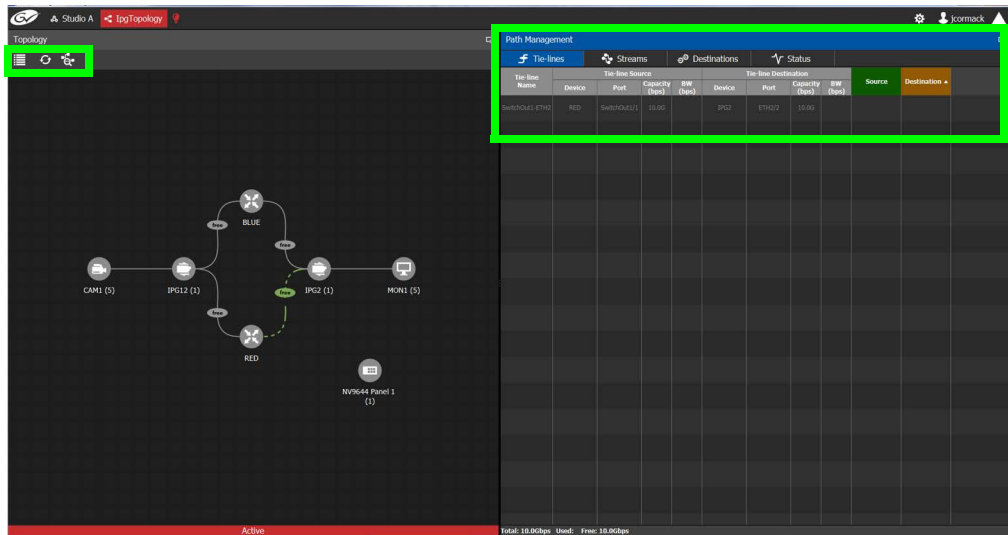 GV Studio A IpgTopology jcormack
Topology
Path Management
Tie-lines Streams Destinations Status
Tie-line Name
Tie-line Source
Tie-line Destination
Device Port Capacity (bps) BW (bps) Device Port Capacity (bps) BW (bps) Source Destination
SwitchOut1-ETH2 RED SwitchOut1/1 10.0G IPG2 ETH2/2 10.0G
free
BLUE
free
CAM1 (5)
IPG12 (1)
free
IPG2 (1)
MON1 (5)
free
RED
NV9644 Panel 1
(1)
Active
Total: 10.0Gbps Used: Free: 10.0Gbps